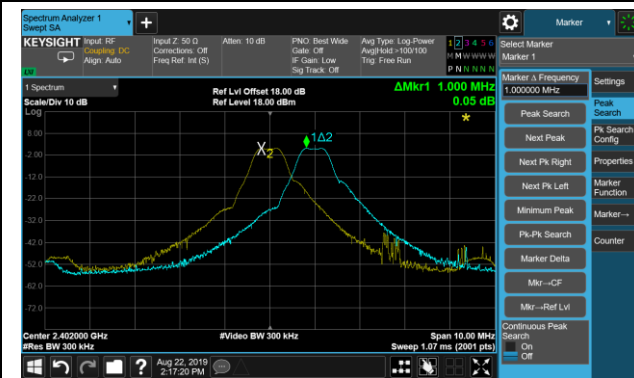 Spectrum Analyzer 1
Swept SA
+
Marker
KEYSIGHT
Input: RF
Coupling: DC
Align: Auto
Input Z: 50 Ω
Corrections: Off
Freq Ref: Int (S)
Atten: 10 dB
PNO: Best Wide
Gate: Off
IF Gain: Low
Sig Track: Off
Avg Type: Log-Power
Avg|Hold:>100/100
Trig: Free Run
1 2 3 4 5 6
M M W W W W
P N N N N N
Select Marker
Marker 1
1 Spectrum
Scale/Div 10 dB
Ref Lvl Offset 18.00 dB
Ref Level 18.00 dBm
ΔMkr1 1.000 MHz
0.05 dB
Log
8.00
-2.00
-12.0
-22.0
-32.0
-42.0
-52.0
-62.0
-72.0
X2
1Δ2
*
Center 2.402000 GHz
#Res BW 300 kHz
#Video BW 300 kHz
Span 10.00 MHz
Sweep 1.07 ms (2001 pts)
Marker Δ Frequency
1.000000 MHz
Peak Search
Next Peak
Next Pk Right
Next Pk Left
Minimum Peak
Pk-Pk Search
Marker Delta
Mkr→CF
Mkr→Ref Lvl
Continuous Peak
Search
On
Off
Settings
Peak
Search
Pk Search
Config
Properties
Marker
Function
Marker→
Counter
?
Aug 22, 2019
2:17:20 PM